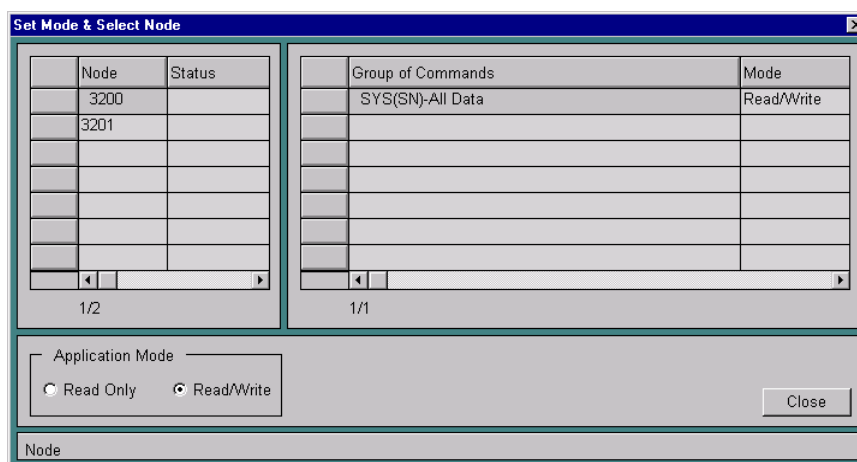 Set Mode & Select Node
Node Status
3200
3201
1/2
Group of Commands Mode
SYS(SN)-All Data Read/Write
1/1
Application Mode
Read Only Read/Write
Close
Node